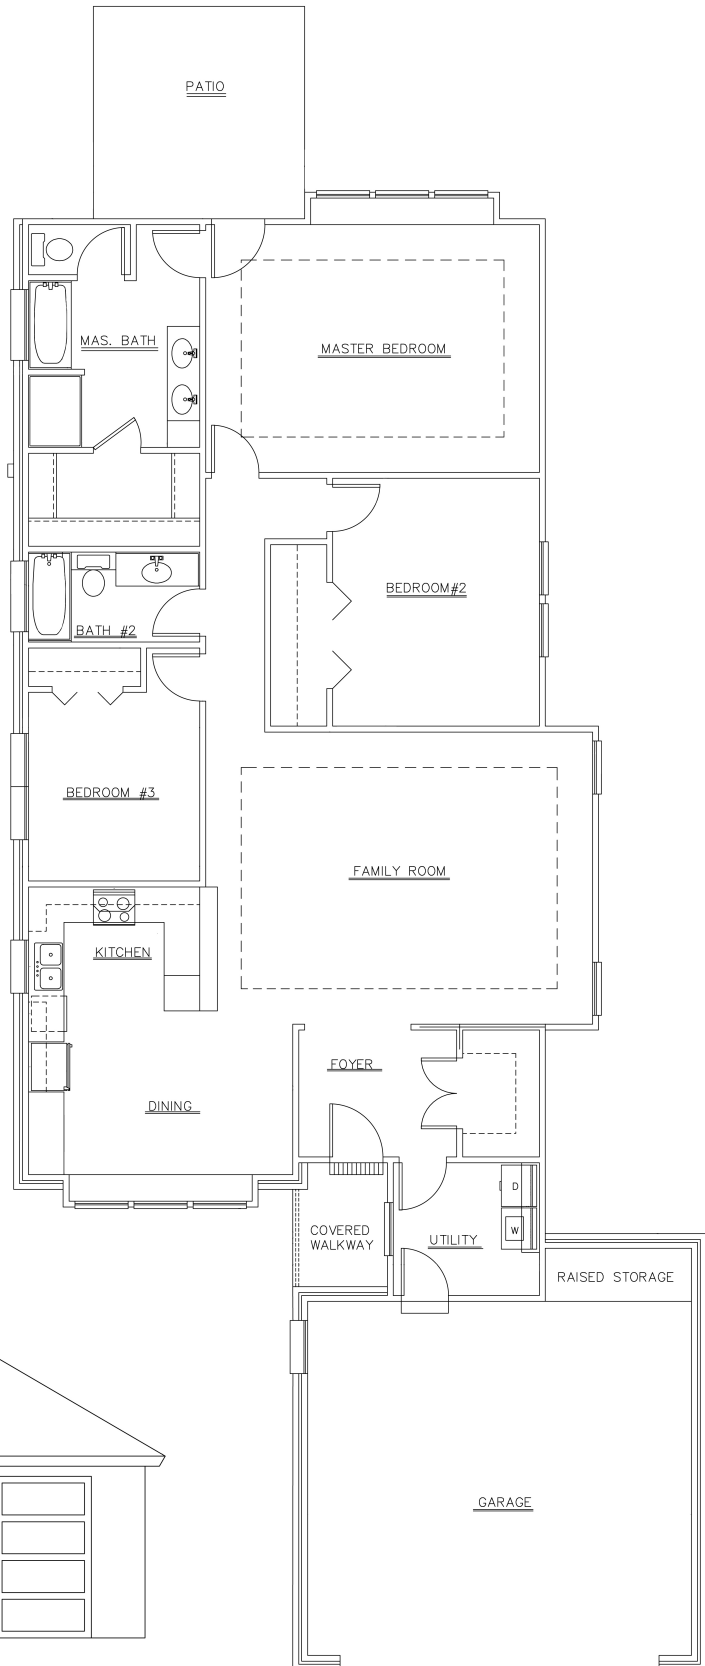 PATIO
MAS. BATH
MASTER BEDROOM
BEDROOM#2
BATH #2
BEDROOM #3
FAMILY ROOM
KITCHEN
FOYER
DINING
D
W
COVERED
WALKWAY
UTILITY
RAISED STORAGE
GARAGE